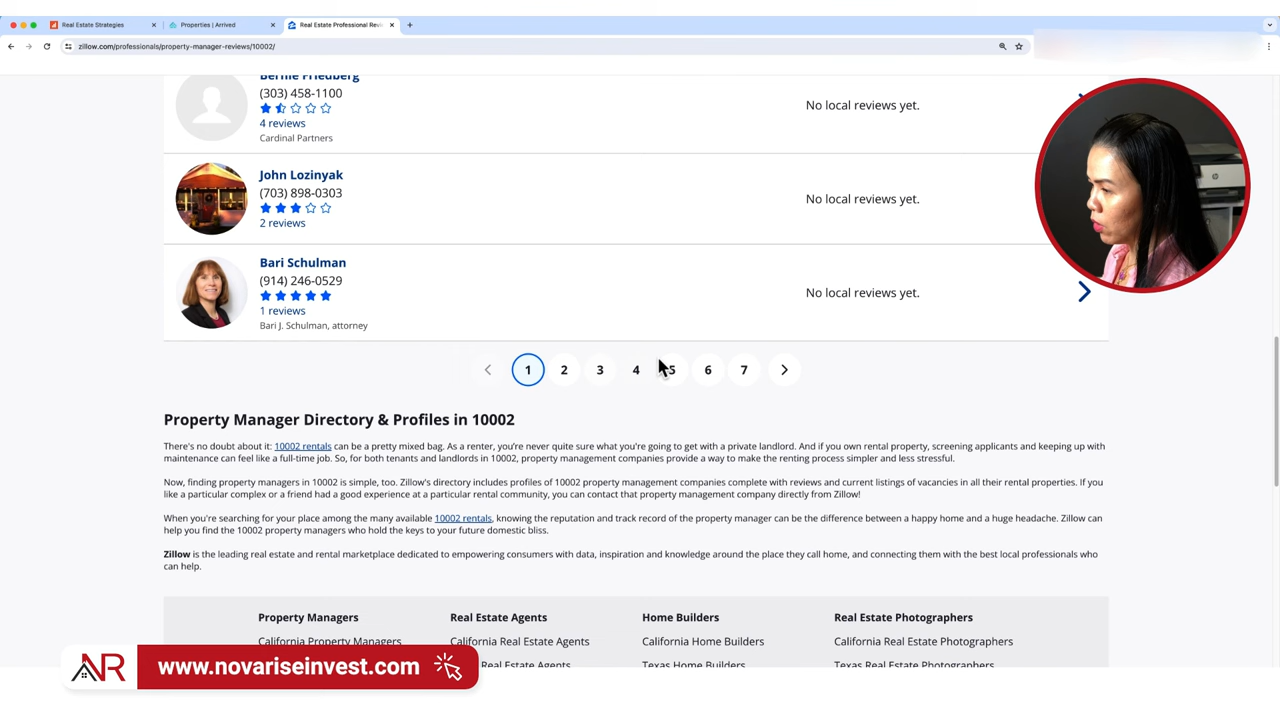 Real Estate Strategies
Properties | Arrived
Real Estate Professional Revi
zillow.com/professionals/property-manager-reviews/10002/
Bernie Friedberg
(303) 458-1100
4 reviews
Cardinal Partners
No local reviews yet.
John Lozinyak
(703) 898-0303
2 reviews
No local reviews yet.
Bari Schulman
(914) 246-0529
1 reviews
Bari J. Schulman, attorney
No local reviews yet.
1 2 3 4 5 6 7
Property Manager Directory & Profiles in 10002
There's no doubt about it: 10002 rentals can be a pretty mixed bag. As a renter, you're never quite sure what you're going to get with a private landlord. And if you own rental property, screening applicants and keeping up with
maintenance can feel like a full-time job. So, for both tenants and landlords in 10002, property management companies provide a way to make the renting process simpler and less stressful.
Now, finding property managers in 10002 is simple, too. Zillow's directory includes profiles of 10002 property management companies complete with reviews and current listings of vacancies in all their rental properties. If you
like a particular complex or a friend had a good experience at a particular rental community, you can contact that property management company directly from Zillow!
When you're searching for your place among the many available 10002 rentals, knowing the reputation and track record of the property manager can be the difference between a happy home and a huge headache. Zillow can
help you find the 10002 property managers who hold the keys to your future domestic bliss.
Zillow is the leading real estate and rental marketplace dedicated to empowering consumers with data, inspiration and knowledge around the place they call home, and connecting them with the best local professionals who
can help.
Property Managers Real Estate Agents Home Builders Real Estate Photographers
California Property Managers California Real Estate Agents California Home Builders California Real Estate Photographers
Real Estate Agents Texas Home Builders Texas Real Estate Photographers
NR www.novariseinvest.com